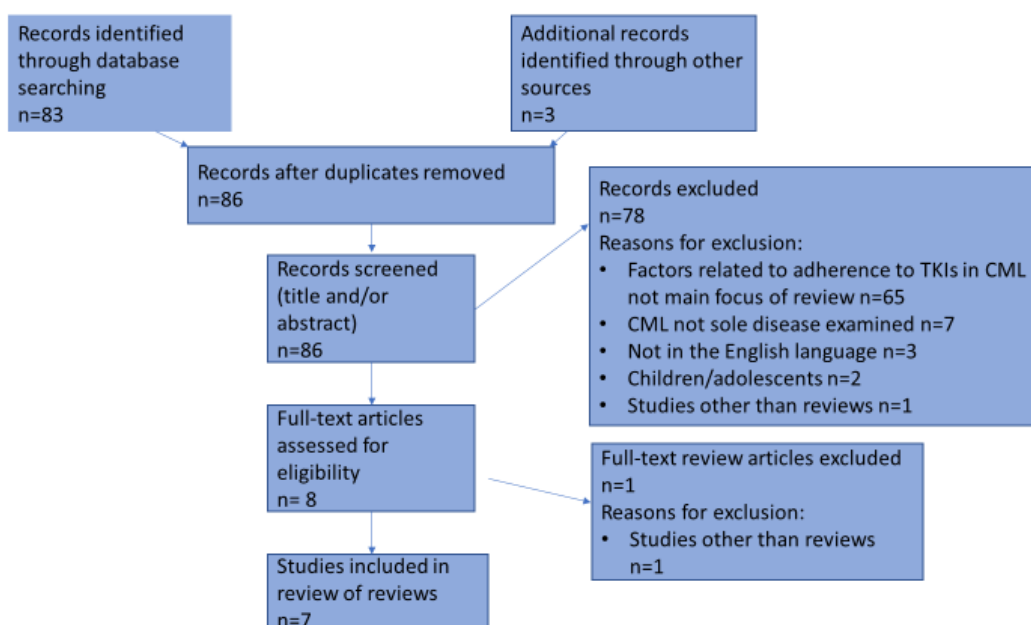 Records identified
through database
searching
n=83
Additional records
identified through other
sources
n=3
Records after duplicates removed
n=86
Records screened
(title and/or
abstract)
n=86
Records excluded
n=78
Reasons for exclusion:
• Factors related to adherence to TKIs in CML
not main focus of review n=65
• CML not sole disease examined n=7
• Not in the English language n=3
• Children/adolescents n=2
• Studies other than reviews n=1
Full-text articles
assessed for
eligibility
n= 8
Full-text review articles excluded
n=1
Reasons for exclusion:
• Studies other than reviews
n=1
Studies included in
review of reviews
n=7